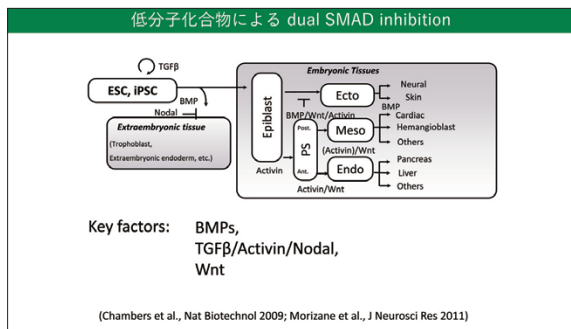 低分子化合物による dual SMAD inhibition
TGFβ
ESC, iPSC
BMP
Nodal
Extraembryonic tissue
(Trophoblast,
Extraembryonic endoderm, etc.)
Embryonic Tissues
Epiblast
Activin
Ecto
Neural
Skin
BMP/Wnt/Activin
BMP
Post.
PS
Ant.
Meso
Cardiac
Hemangioblast
Others
(Activin)/Wnt
Endo
Pancreas
Liver
Others
Activin/Wnt
Key factors: BMPs,
TGFβ/Activin/Nodal,
Wnt
(Chambers et al., Nat Biotechnol 2009; Morizane et al., J Neurosci Res 2011)